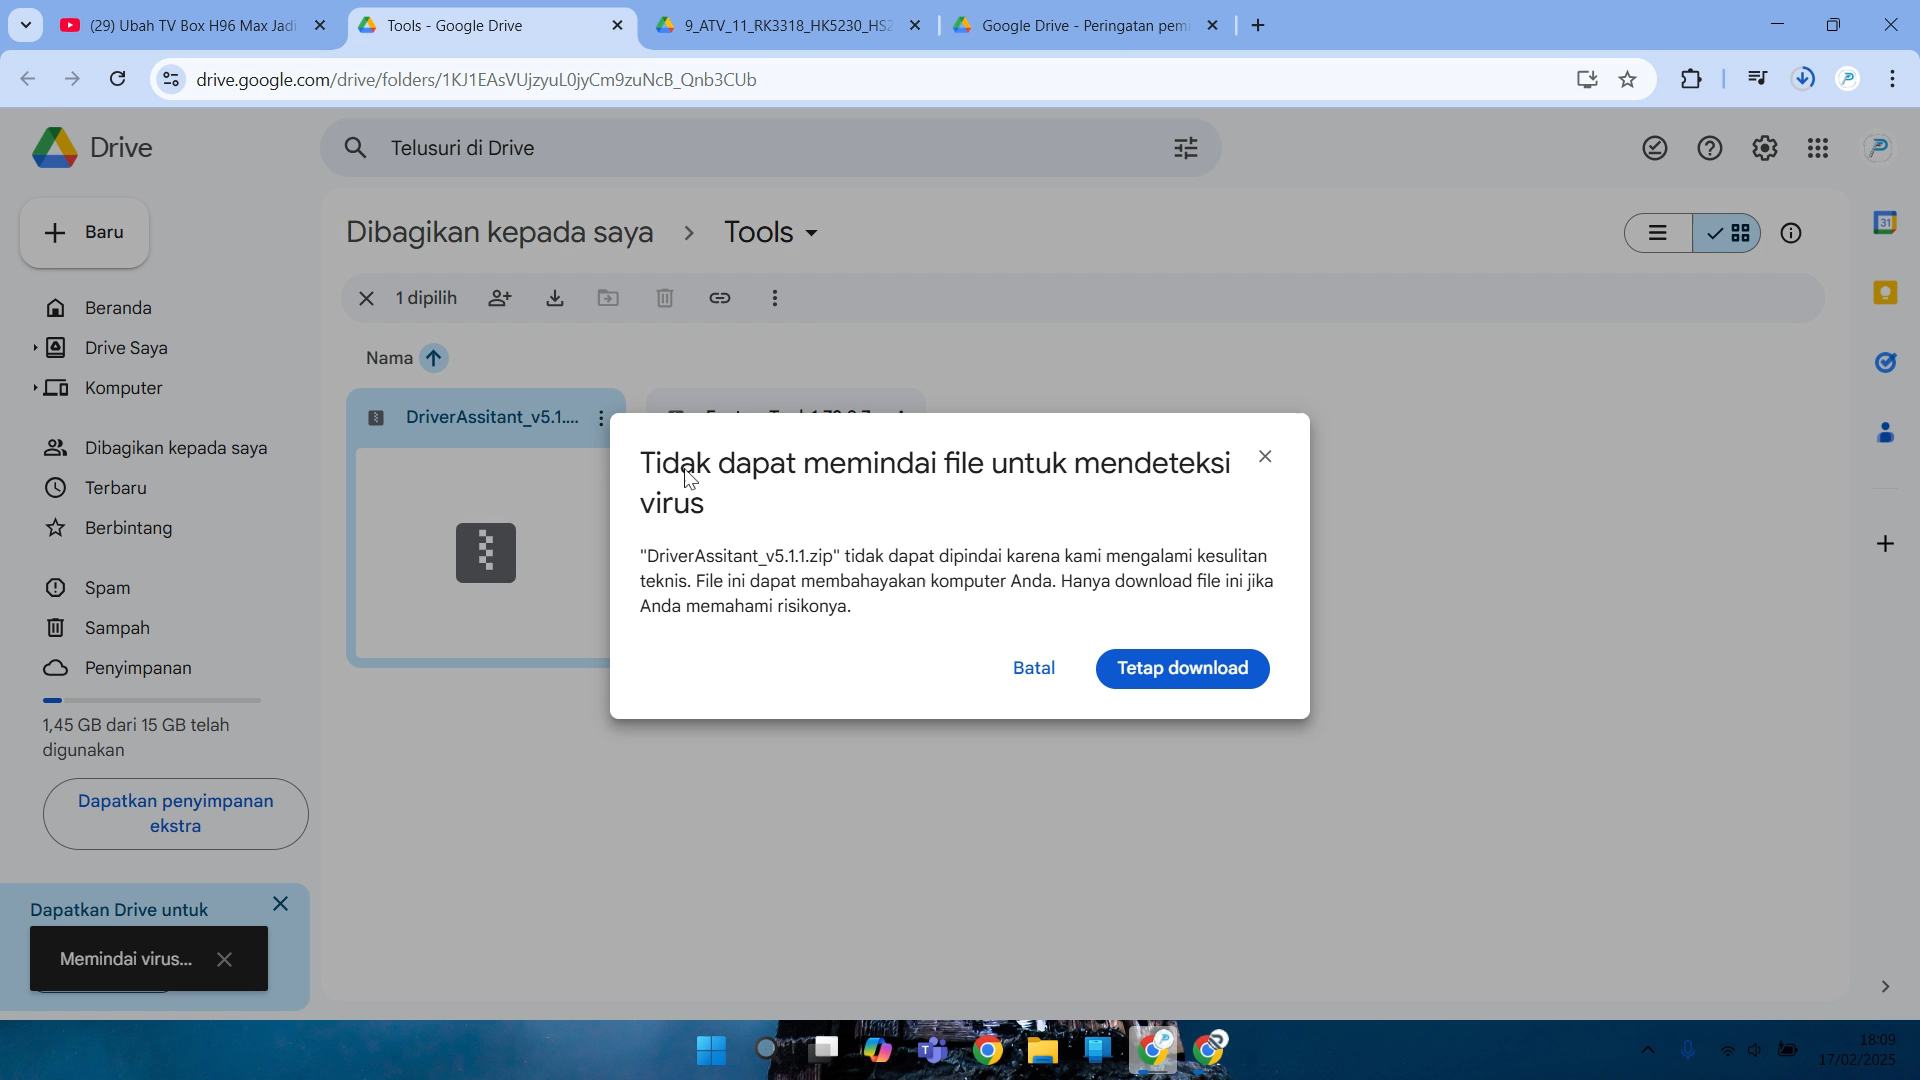 (29) Ubah TV Box H96 Max Jadi
Tools - Google Drive
9_ATV_11_RK3318_HK5230_HS2
Google Drive - Peringatan pemi
drive.google.com/drive/folders/1KJ1EAsVUjzyuL0jyCm9zuNcB_Qnb3CUb
Drive
Telusuri di Drive
Baru
Dibagikan kepada saya
Tools
1 dipilih
Beranda
Drive Saya
Komputer
Nama
DriverAssitant_v5.1....
Dibagikan kepada saya
Terbaru
Berbintang
Spam
Sampah
Penyimpanan
1,45 GB dari 15 GB telah
digunakan
Dapatkan penyimpanan
ekstra
Tidak dapat memindai file untuk mendeteksi
virus
"DriverAssitant_v5.1.1.zip" tidak dapat dipindai karena kami mengalami kesulitan
teknis. File ini dapat membahayakan komputer Anda. Hanya download file ini jika
Anda memahami risikonya.
Batal
Tetap download
Dapatkan Drive untuk
Memindai virus...
18:09
17/02/2025